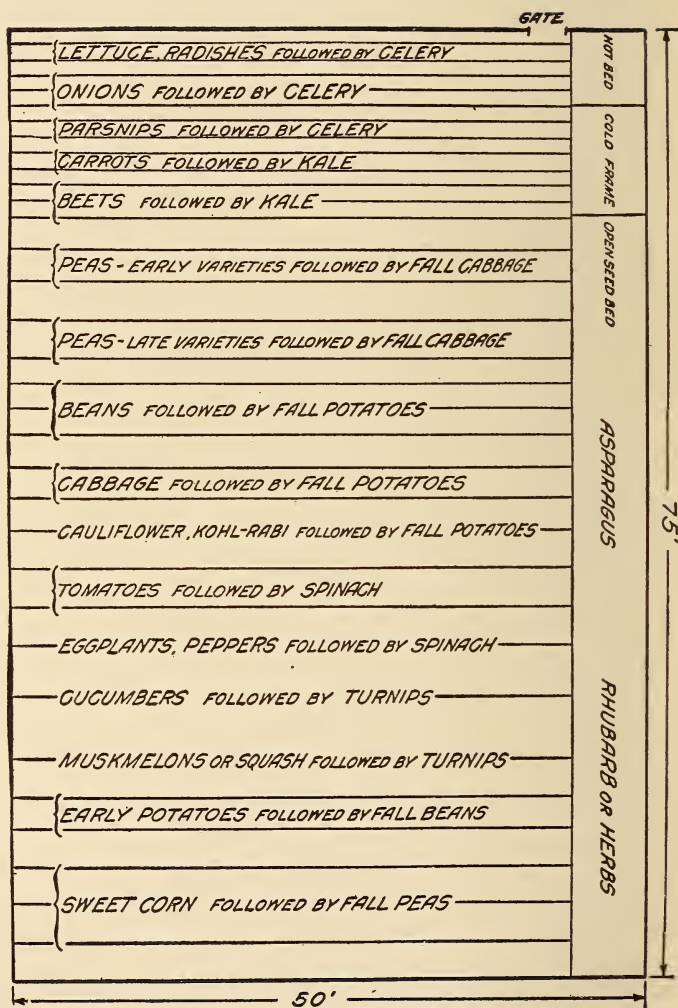 GATE
LETTUCE, RADISHES FOLLOWED BY CELERY
ONIONS FOLLOWED BY CELERY
PARSNIPS FOLLOWED BY CELERY
CARROTS FOLLOWED BY KALE
BEETS FOLLOWED BY KALE
PEAS - EARLY VARIETIES FOLLOWED BY FALL CABBAGE
PEAS - LATE VARIETIES FOLLOWED BY FALL CABBAGE
BEANS FOLLOWED BY FALL POTATOES
CABBAGE FOLLOWED BY FALL POTATOES
CAULIFLOWER, KOHL-RABI FOLLOWED BY FALL POTATOES
TOMATOES FOLLOWED BY SPINACH
EGGPLANTS, PEPPERS FOLLOWED BY SPINACH
CUCUMBERS FOLLOWED BY TURNIPS
MUSKMELONS OR SQUASH FOLLOWED BY TURNIPS
EARLY POTATOES FOLLOWED BY FALL BEANS
SWEET CORN FOLLOWED BY FALL PEAS
HOT BED
COLD FRAME
OPEN SEED BED
ASPARAGUS
RHUBARB OR HERBS
75'
50'